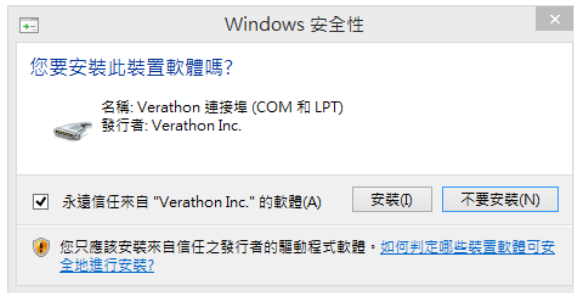 Windows 安全性
您要安裝此裝置軟體嗎?
名稱: Verathon 連接埠 (COM 和 LPT)
發行者: Verathon Inc.
永遠信任來自 "Verathon Inc." 的軟體(A)
安裝(I)
不要安裝(N)
您只應該安裝來自信任之發行者的驅動程式軟體。如何判定哪些裝置軟體可安
全地進行安裝?